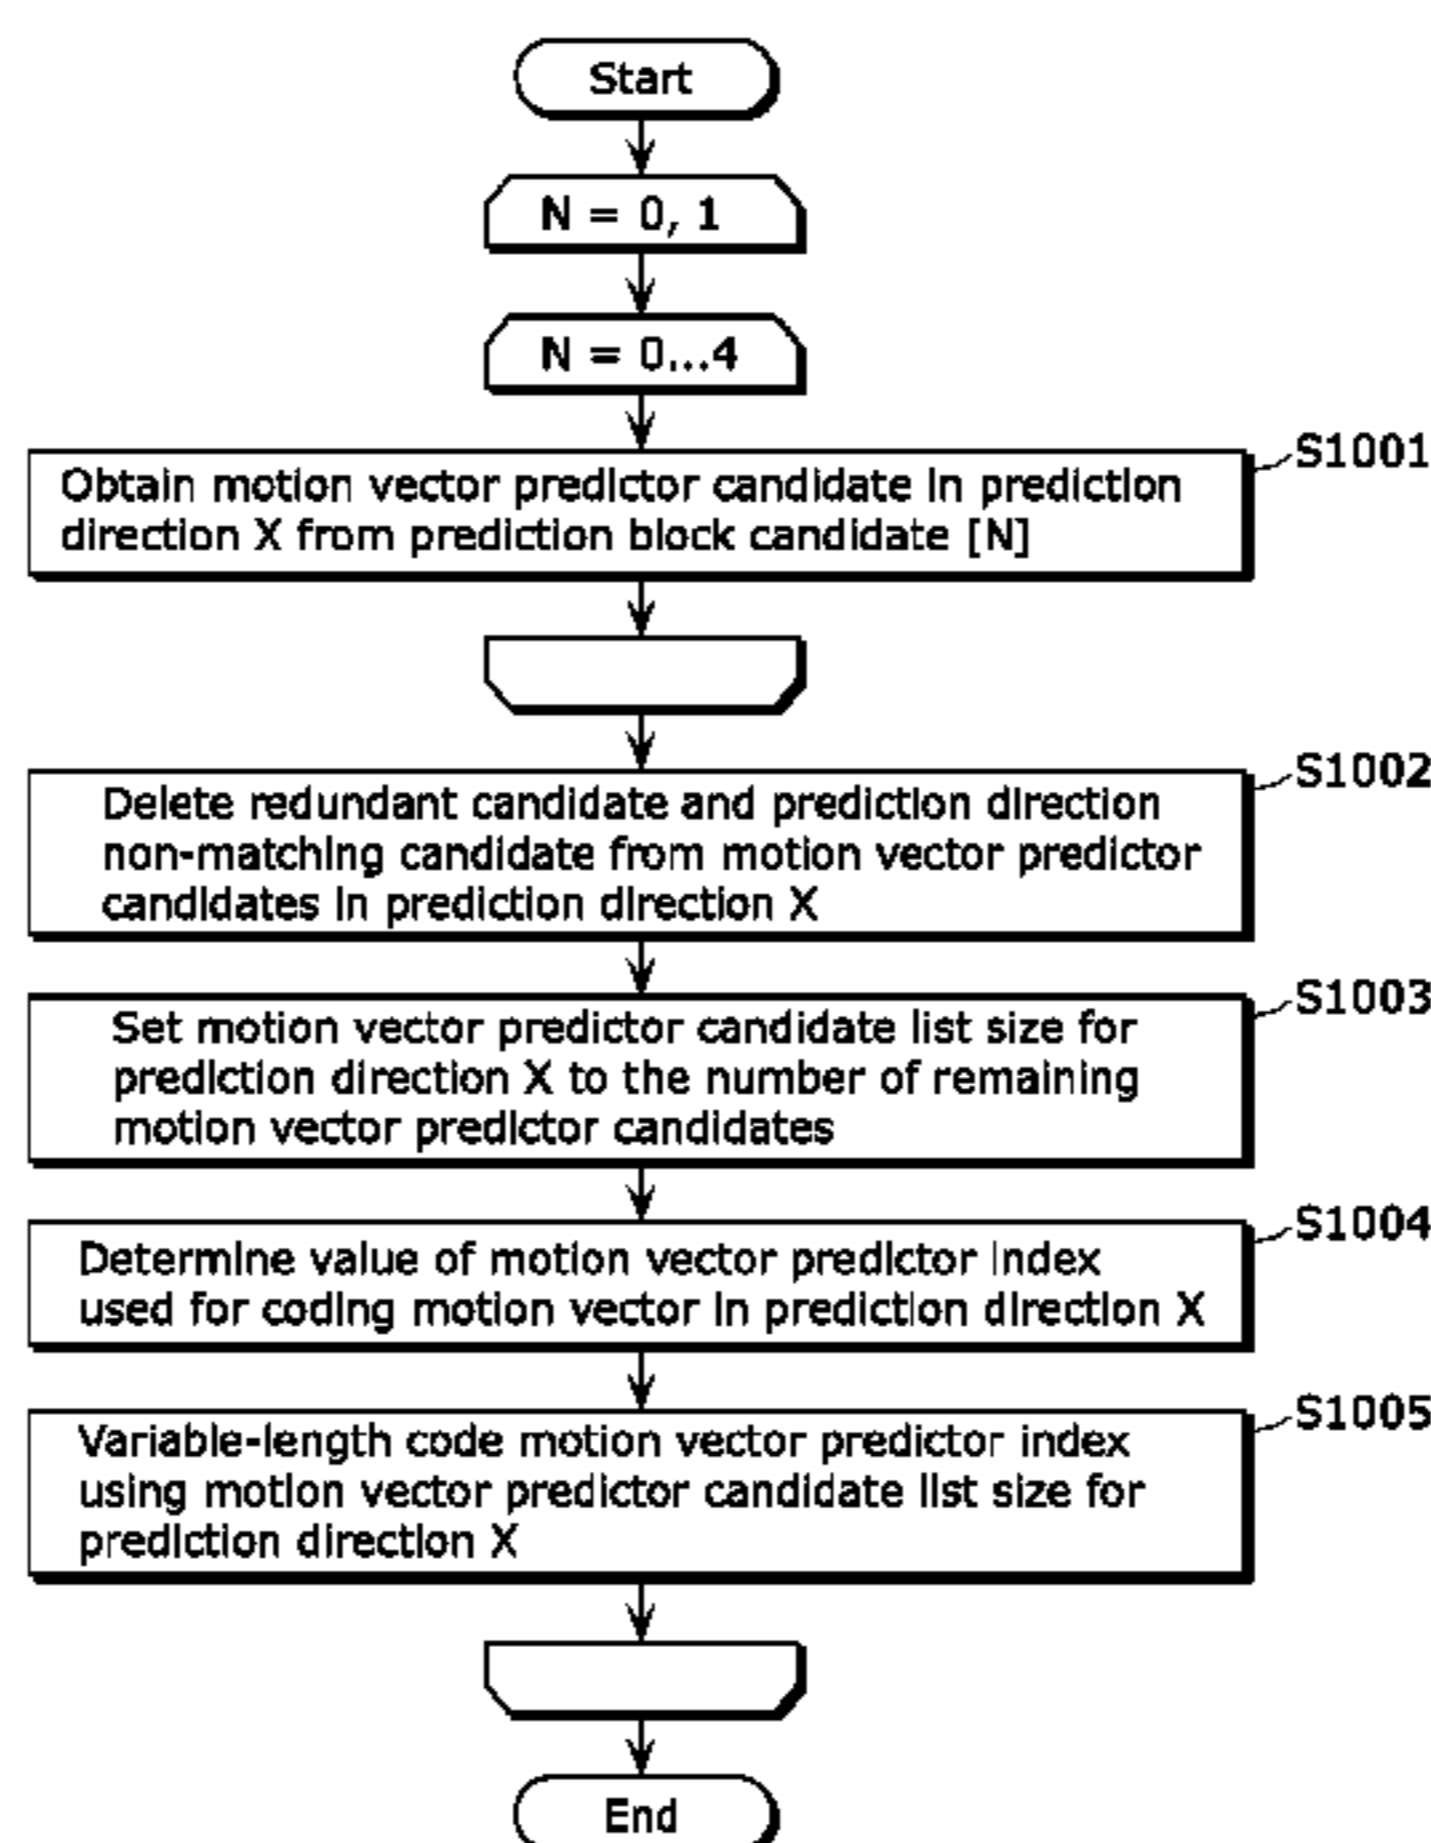 Start
N = 0, 1
N = 0...4
S1001
Obtain motion vector predictor candidate in prediction
direction X from prediction block candidate [N]
S1002
Delete redundant candidate and prediction direction
non-matching candidate from motion vector predictor
candidates in prediction direction X
S1003
Set motion vector predictor candidate list size for
prediction direction X to the number of remaining
motion vector predictor candidates
S1004
Determine value of motion vector predictor index
used for coding motion vector in prediction direction X
S1005
Variable-length code motion vector predictor index
using motion vector predictor candidate list size for
prediction direction X
End